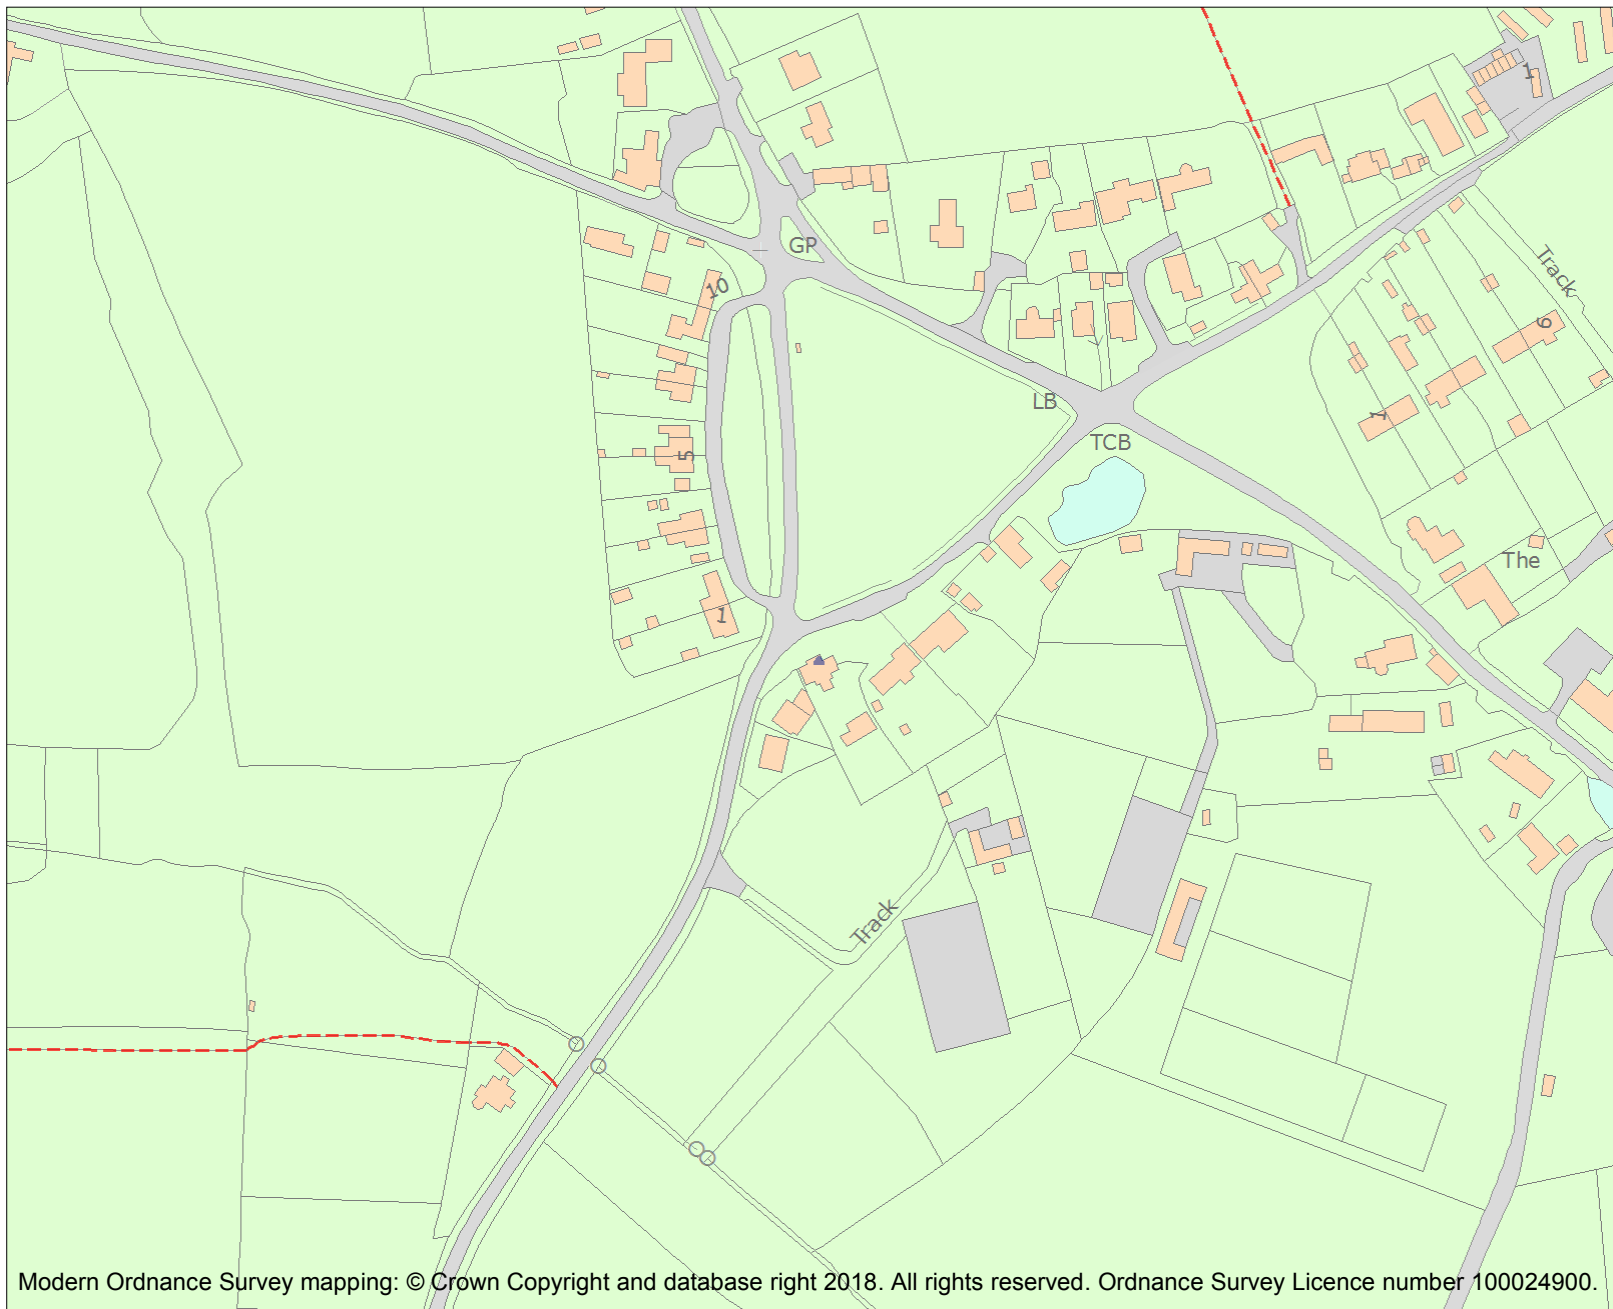 1
GP
Track
10
6
LB
1
TCB
5
The
1
Track
Modern Ordnance Survey mapping: © Crown Copyright and database right 2018. All rights reserved. Ordnance Survey Licence number 100024900.